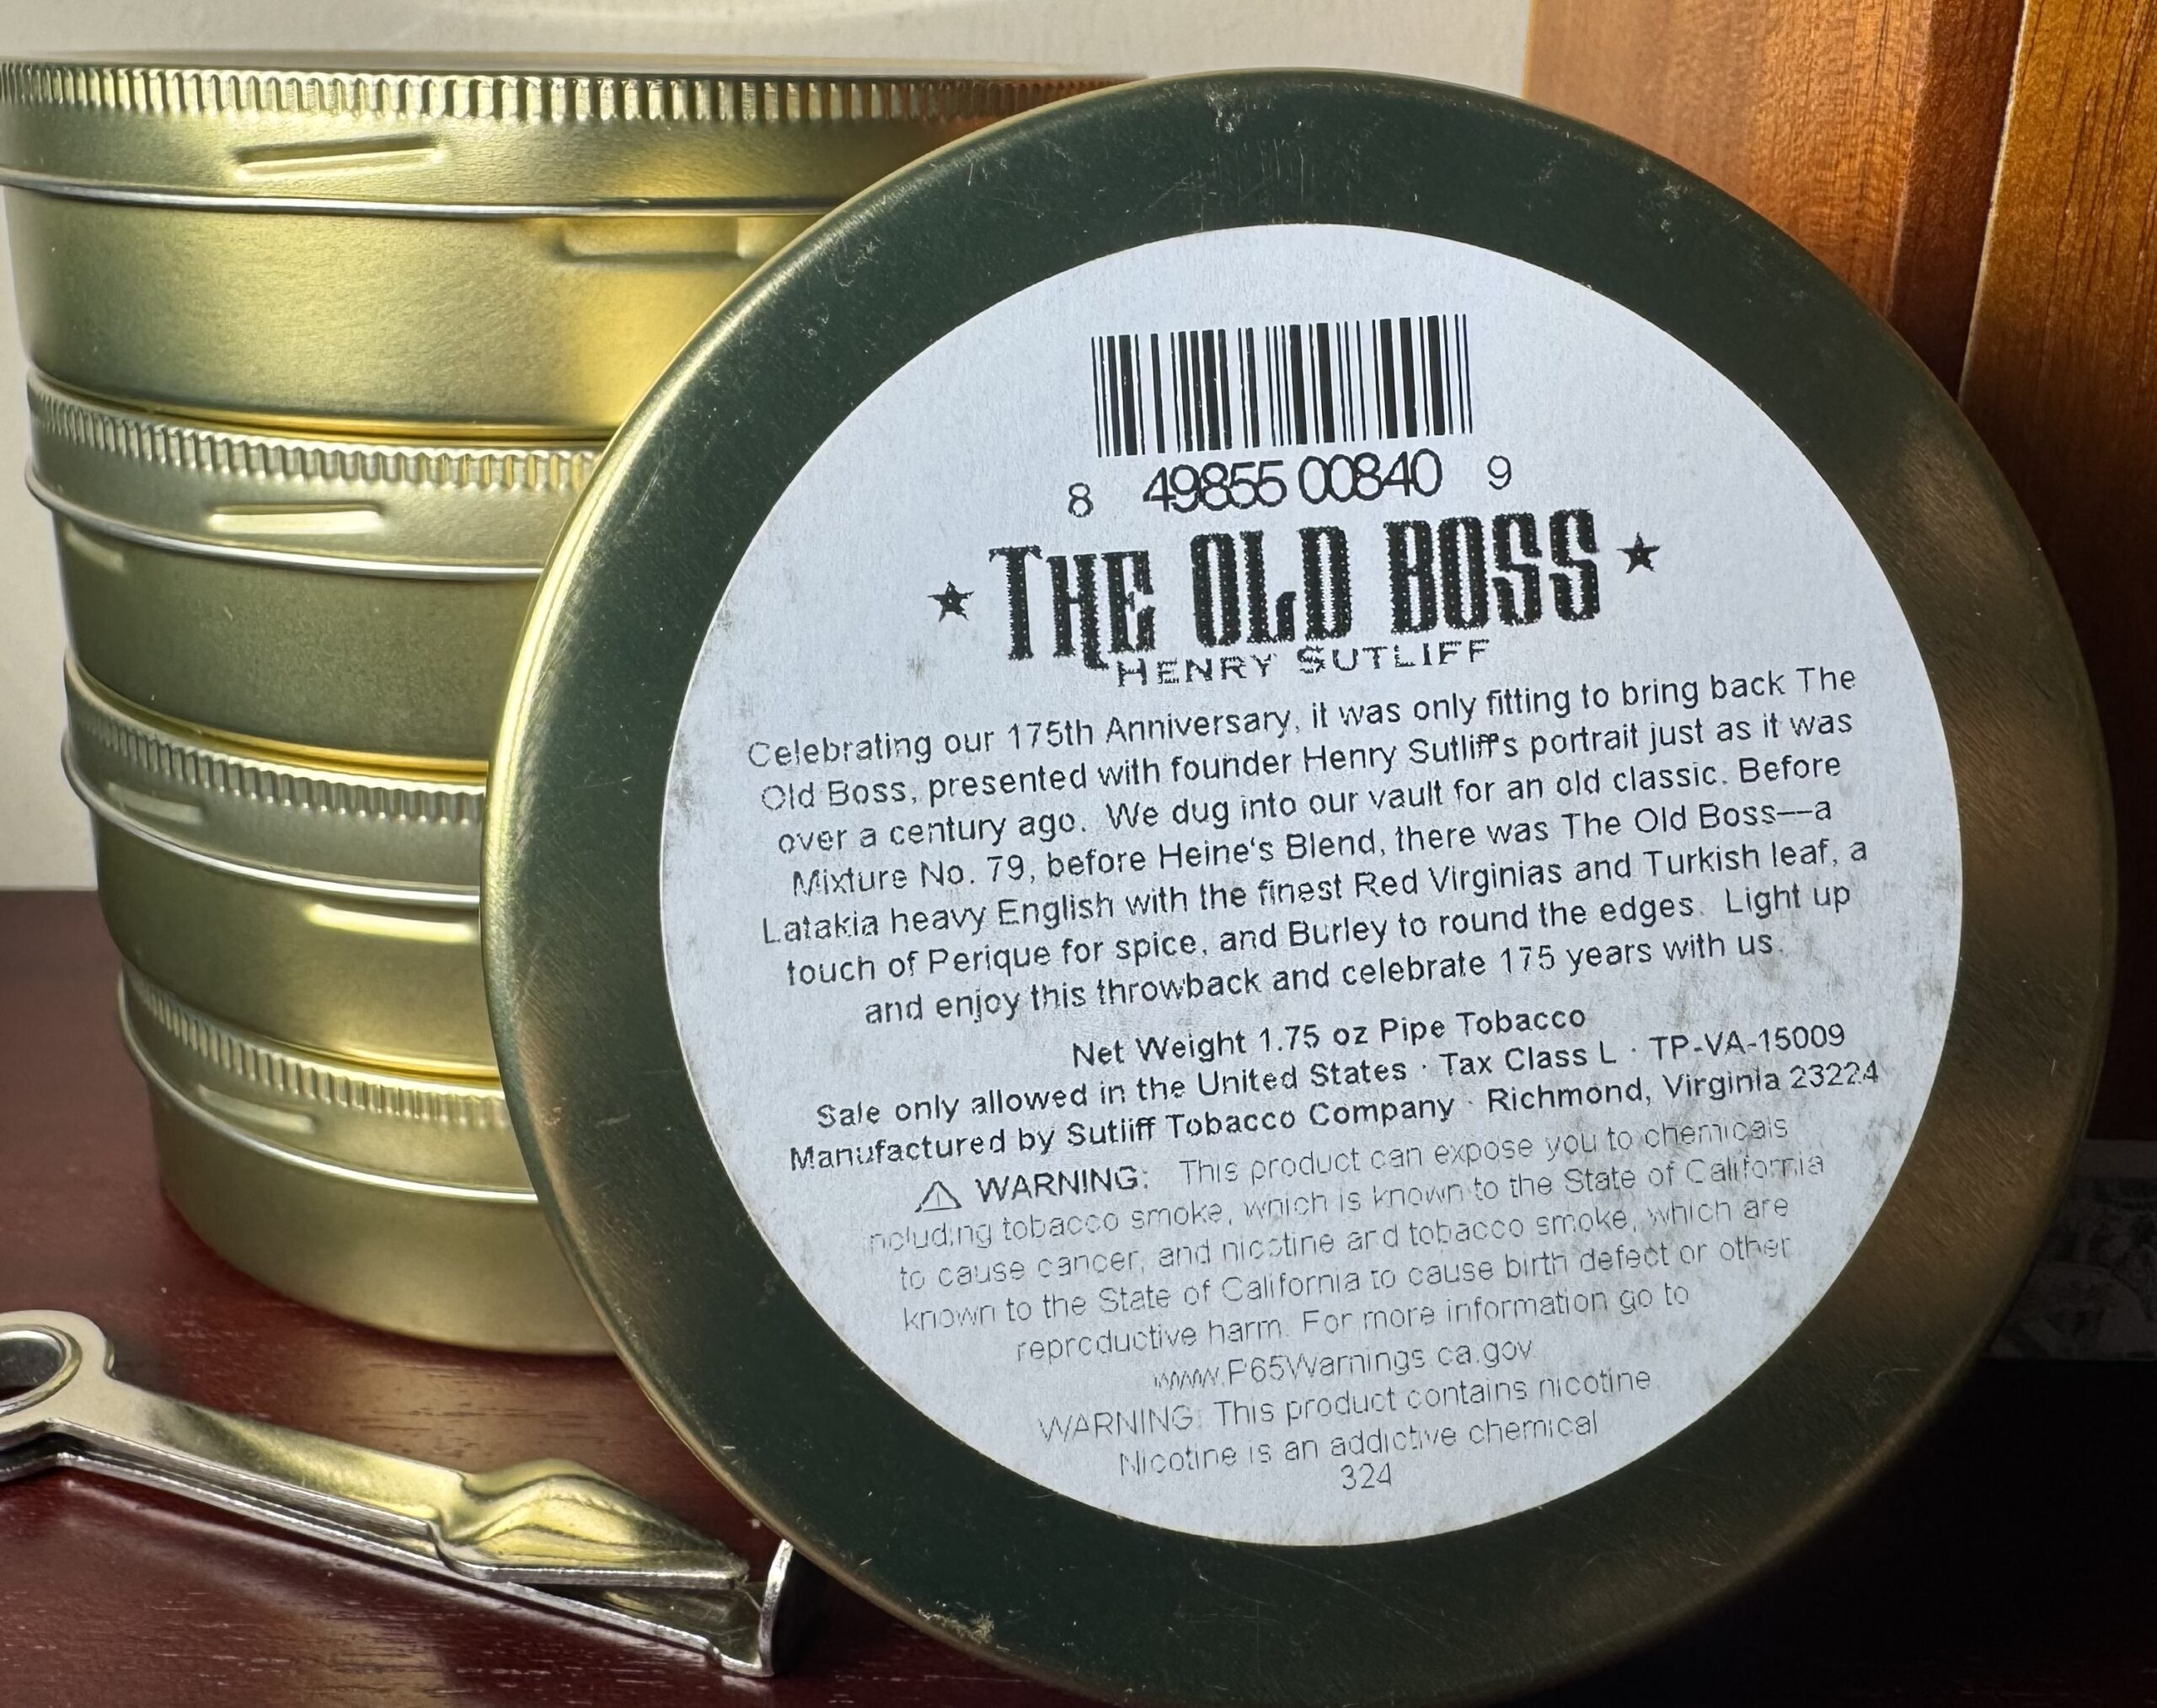 8 49855 00840 9
★ THE OLD BOSS ★
HENRY SUTLIFF
Celebrating our 175th Anniversary, it was only fitting to bring back The
Old Boss, presented with founder Henry Sutliff's portrait just as it was
over a century ago. We dug into our vault for an old classic. Before
Mixture No. 79, before Heine's Blend, there was The Old Boss—a
Latakia heavy English with the finest Red Virginias and Turkish leaf, a
touch of Perique for spice, and Burley to round the edges. Light up
and enjoy this throwback and celebrate 175 years with us.
Net Weight 1.75 oz Pipe Tobacco
Sale only allowed in the United States · Tax Class L · TP-VA-15009
Manufactured by Sutliff Tobacco Company · Richmond, Virginia 23224
⚠ WARNING: This product can expose you to chemicals
including tobacco smoke, which is known to the State of California
to cause cancer, and nicotine and tobacco smoke, which are
known to the State of California to cause birth defect or other
reproductive harm. For more information go to
www.P65Warnings.ca.gov.
WARNING: This product contains nicotine.
Nicotine is an addictive chemical
324